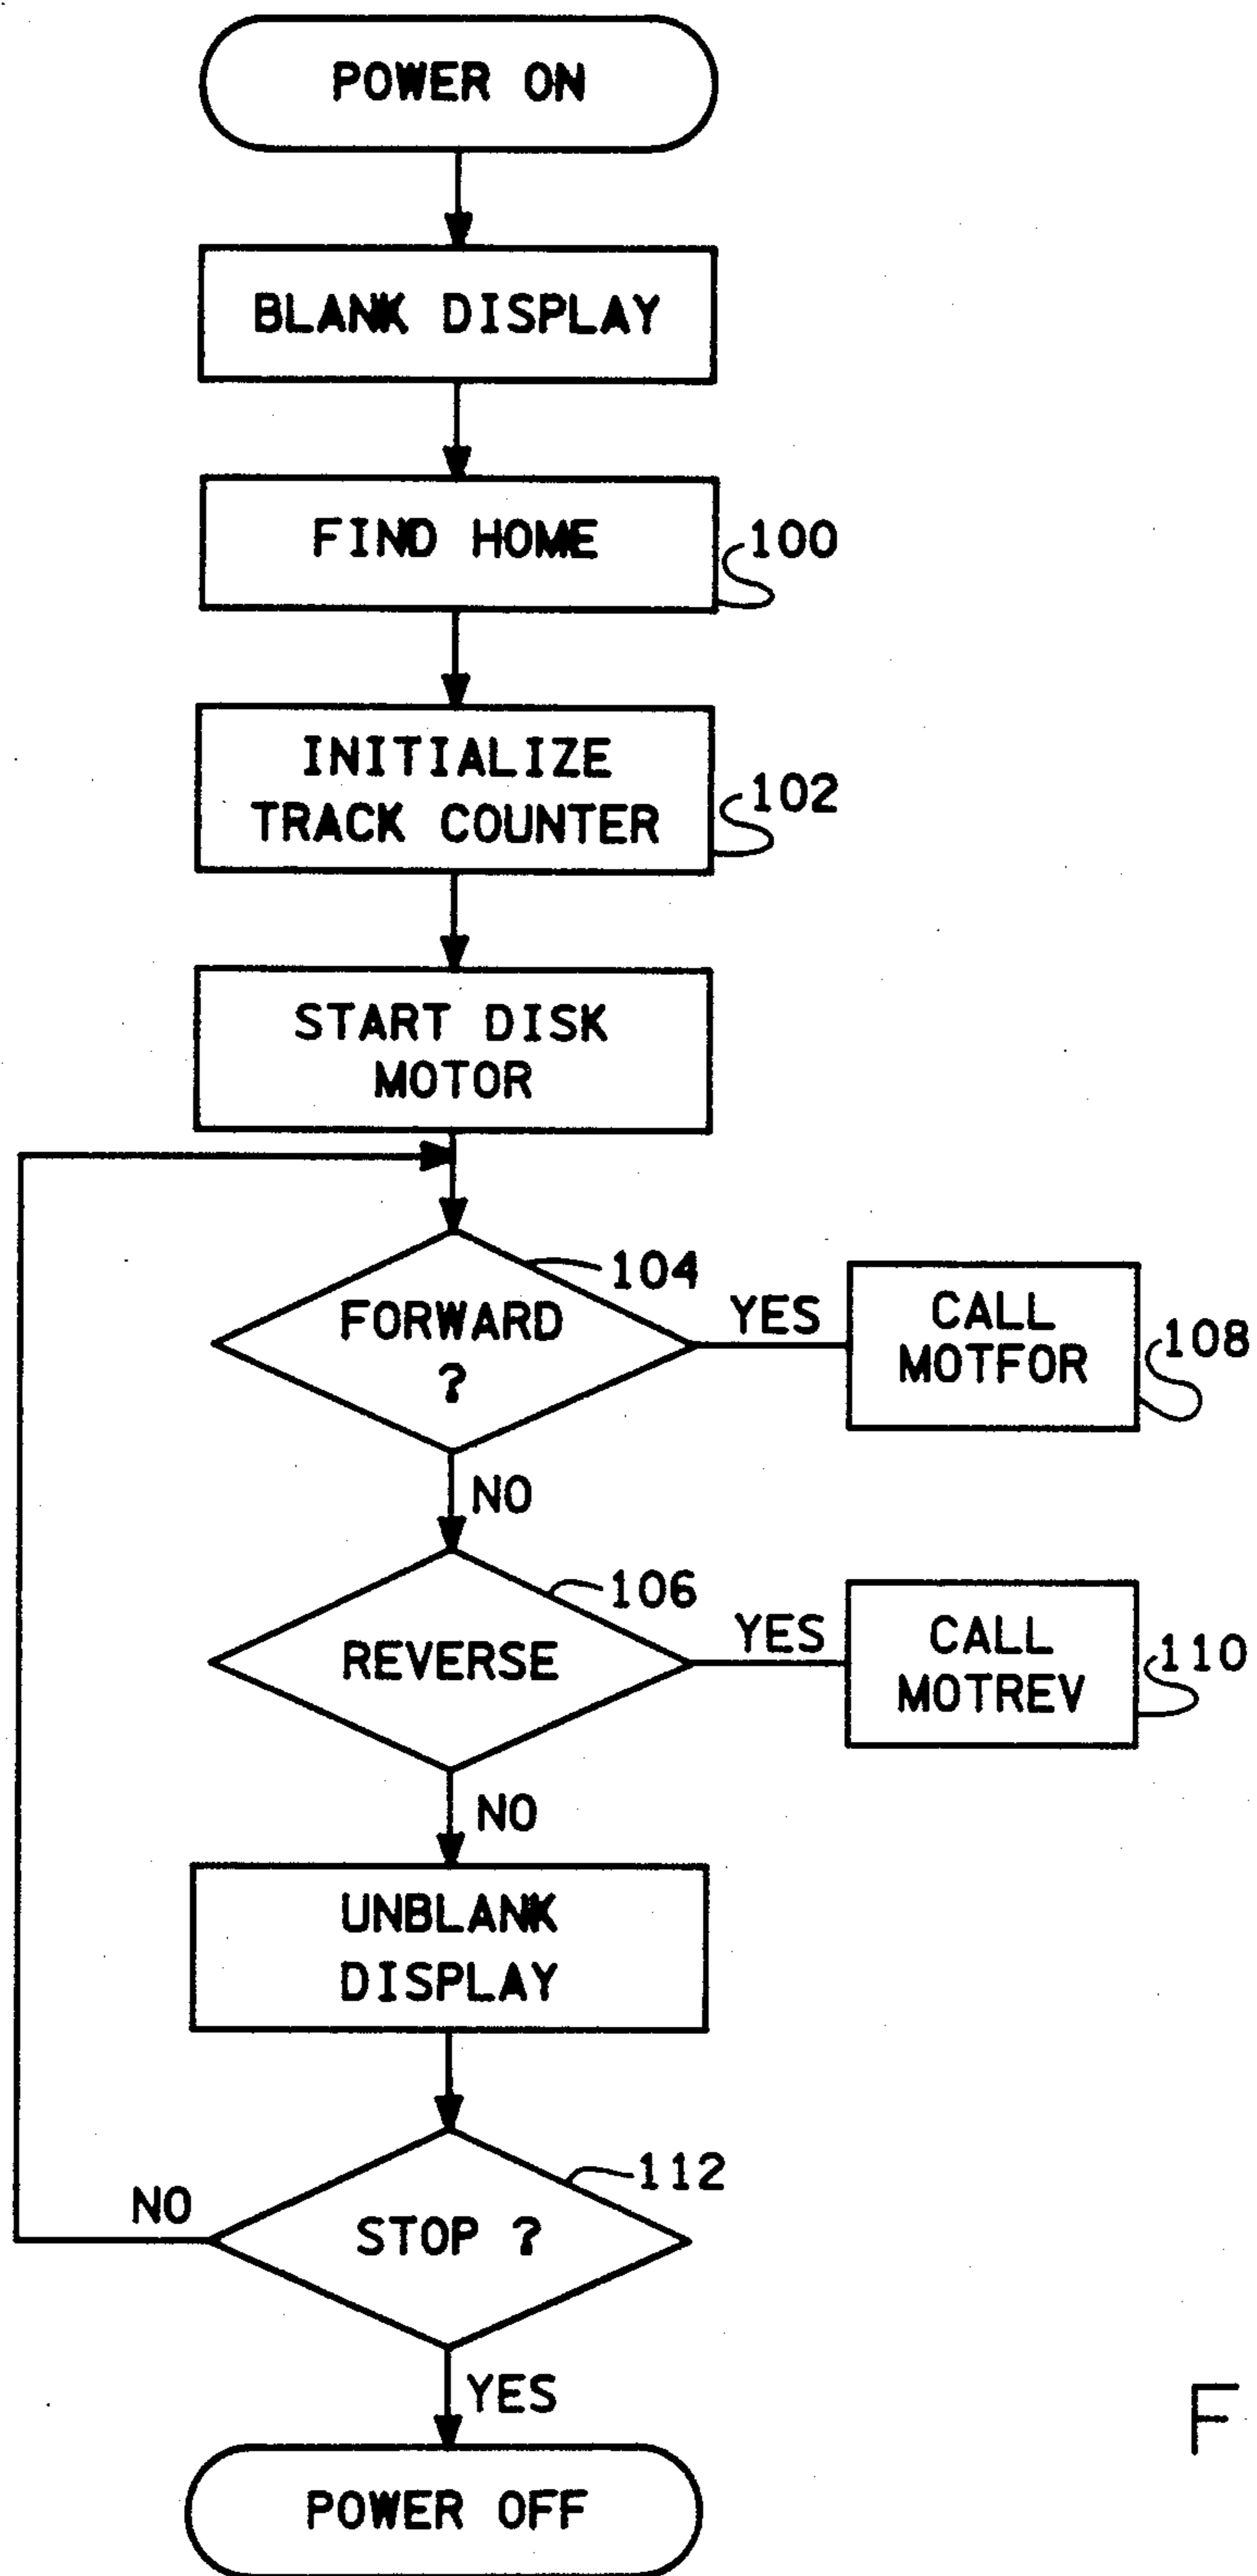 POWER ON
BLANK DISPLAY
FIND HOME
100
INITIALIZE
TRACK COUNTER
102
START DISK
MOTOR
104
FORWARD
?
YES
CALL
MOTFOR
108
NO
106
REVERSE
YES
CALL
MOTREV
110
NO
UNBLANK
DISPLAY
112
STOP ?
NO
YES
POWER OFF
F